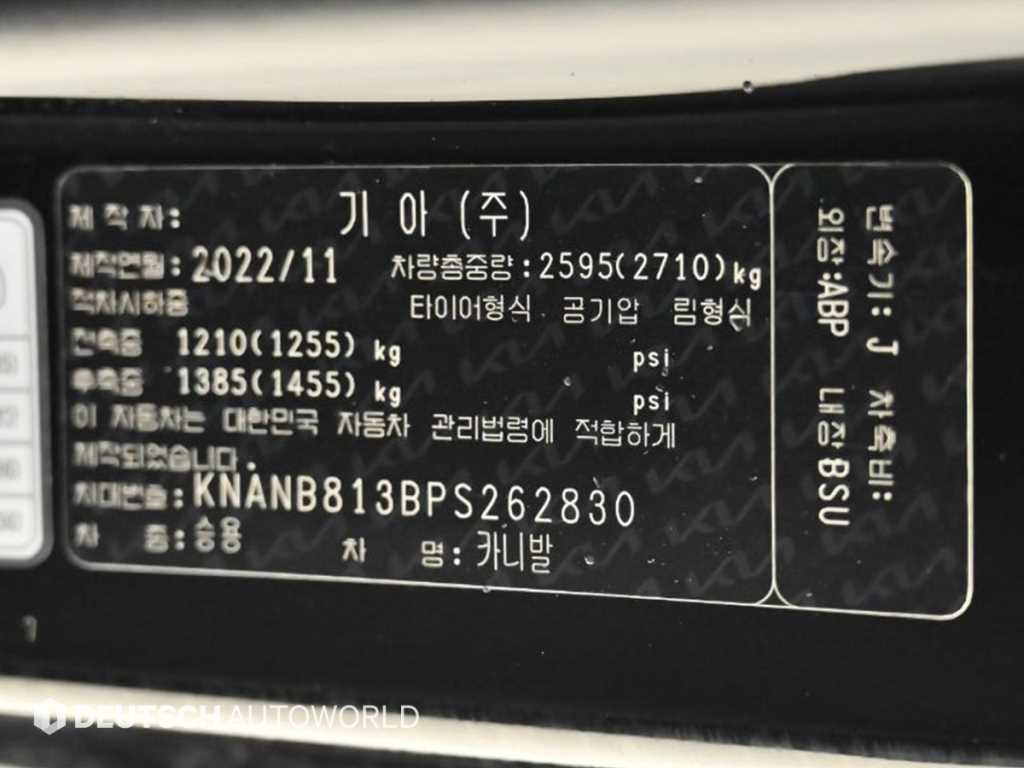 제 작 자: 기 아 (주)
제작연월: 2022/11 차량총중량: 2595(2710)kg
적차시하중 타이어형식 공기압 림형식
전축중 1210(1255) kg psi
후축중 1385(1455) kg psi
이 자동차는 대한민국 자동차 관리법령에 적합하게
제작되었습니다.
차대번호: KNANB813BPS262830
차 종: 승용 차 명: 카니발
변속기: J 차축비:
외장:ABP 내장BSU
1
DEUTSCH AUTOWORLD